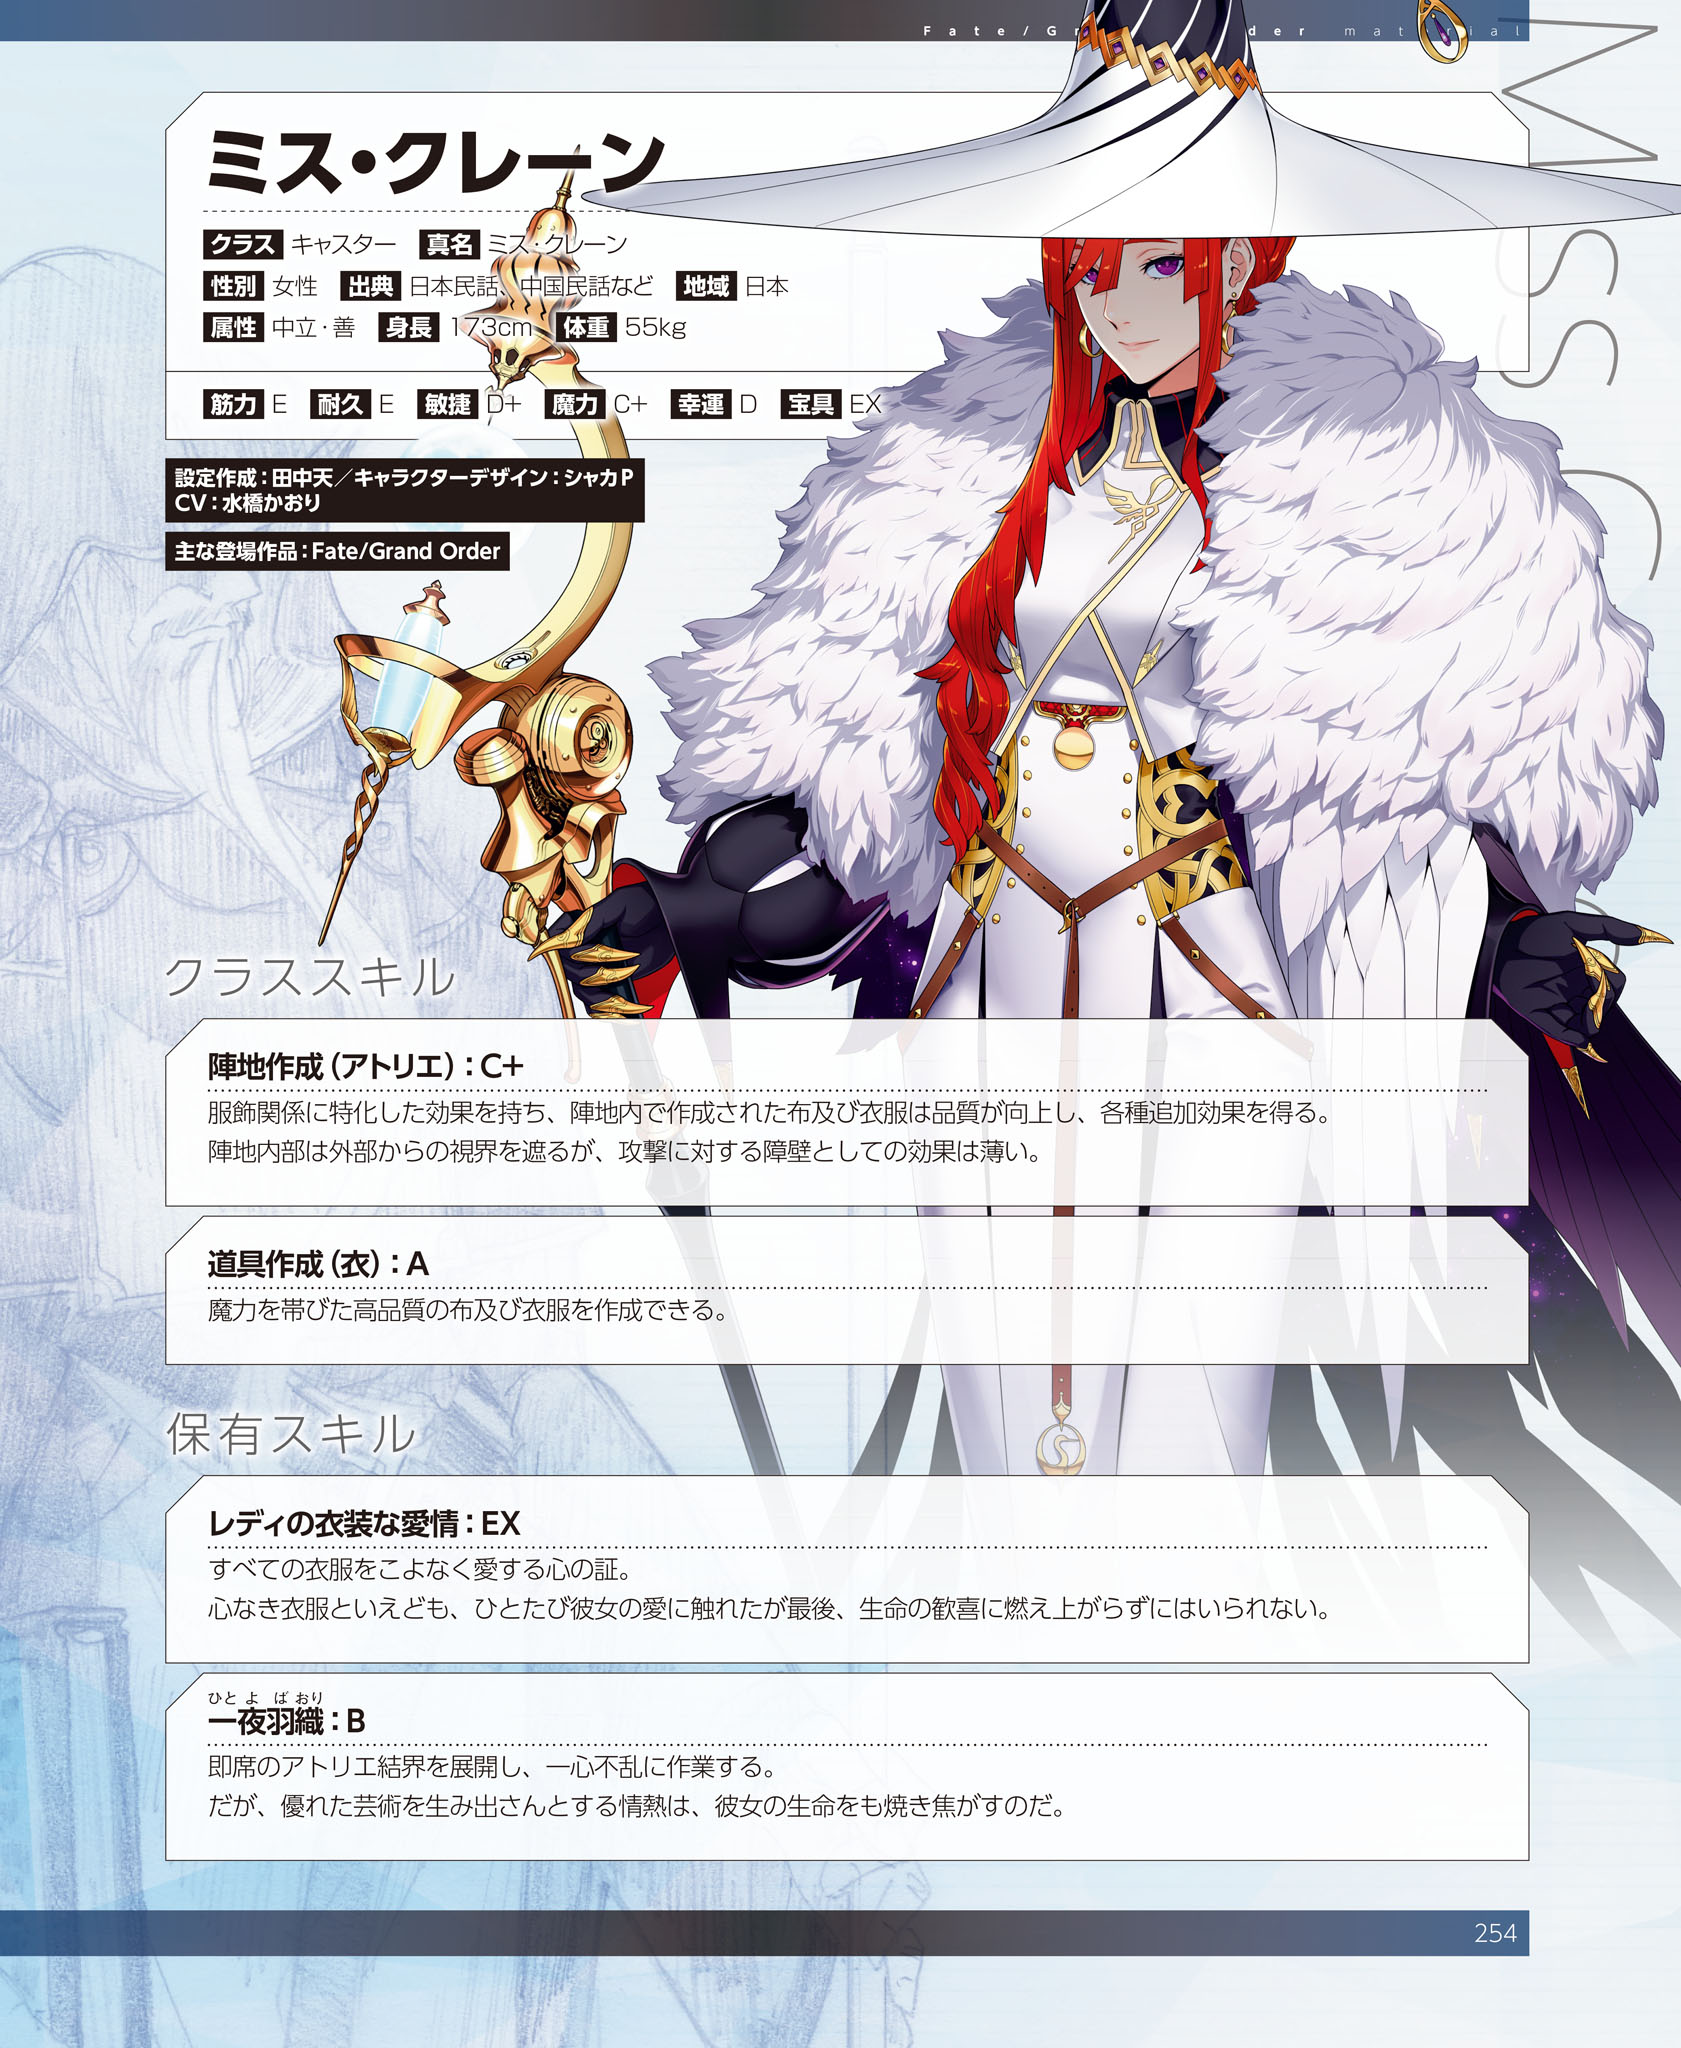 Fate/Gr der material
ミス・クレーン
クラス キャスター 真名 ミス・クレーン
性別 女性 出典 日本民話、中国民話など 地域 日本
属性 中立・善 身長 173cm 体重 55kg
筋力 E 耐久 E 敏捷 D+ 魔力 C+ 幸運 D 宝具 EX
設定作成：田中天／キャラクターデザイン：シャカP
CV：水橋かおり
主な登場作品：Fate/Grand Order
クラススキル
陣地作成（アトリエ）：C+
服飾関係に特化した効果を持ち、陣地内で作成された布及び衣服は品質が向上し、各種追加効果を得る。
陣地内部は外部からの視界を遮るが、攻撃に対する障壁としての効果は薄い。
道具作成（衣）：A
魔力を帯びた高品質の布及び衣服を作成できる。
保有スキル
レディの衣装な愛情：EX
すべての衣服をこよなく愛する心の証。
心なき衣服といえども、ひとたび彼女の愛に触れたが最後、生命の歓喜に燃え上がらずにはいられない。
ひとよばおり
一夜羽織：B
即席のアトリエ結界を展開し、一心不乱に作業する。
だが、優れた芸術を生み出さんとする情熱は、彼女の生命をも焼き焦がすのだ。
254